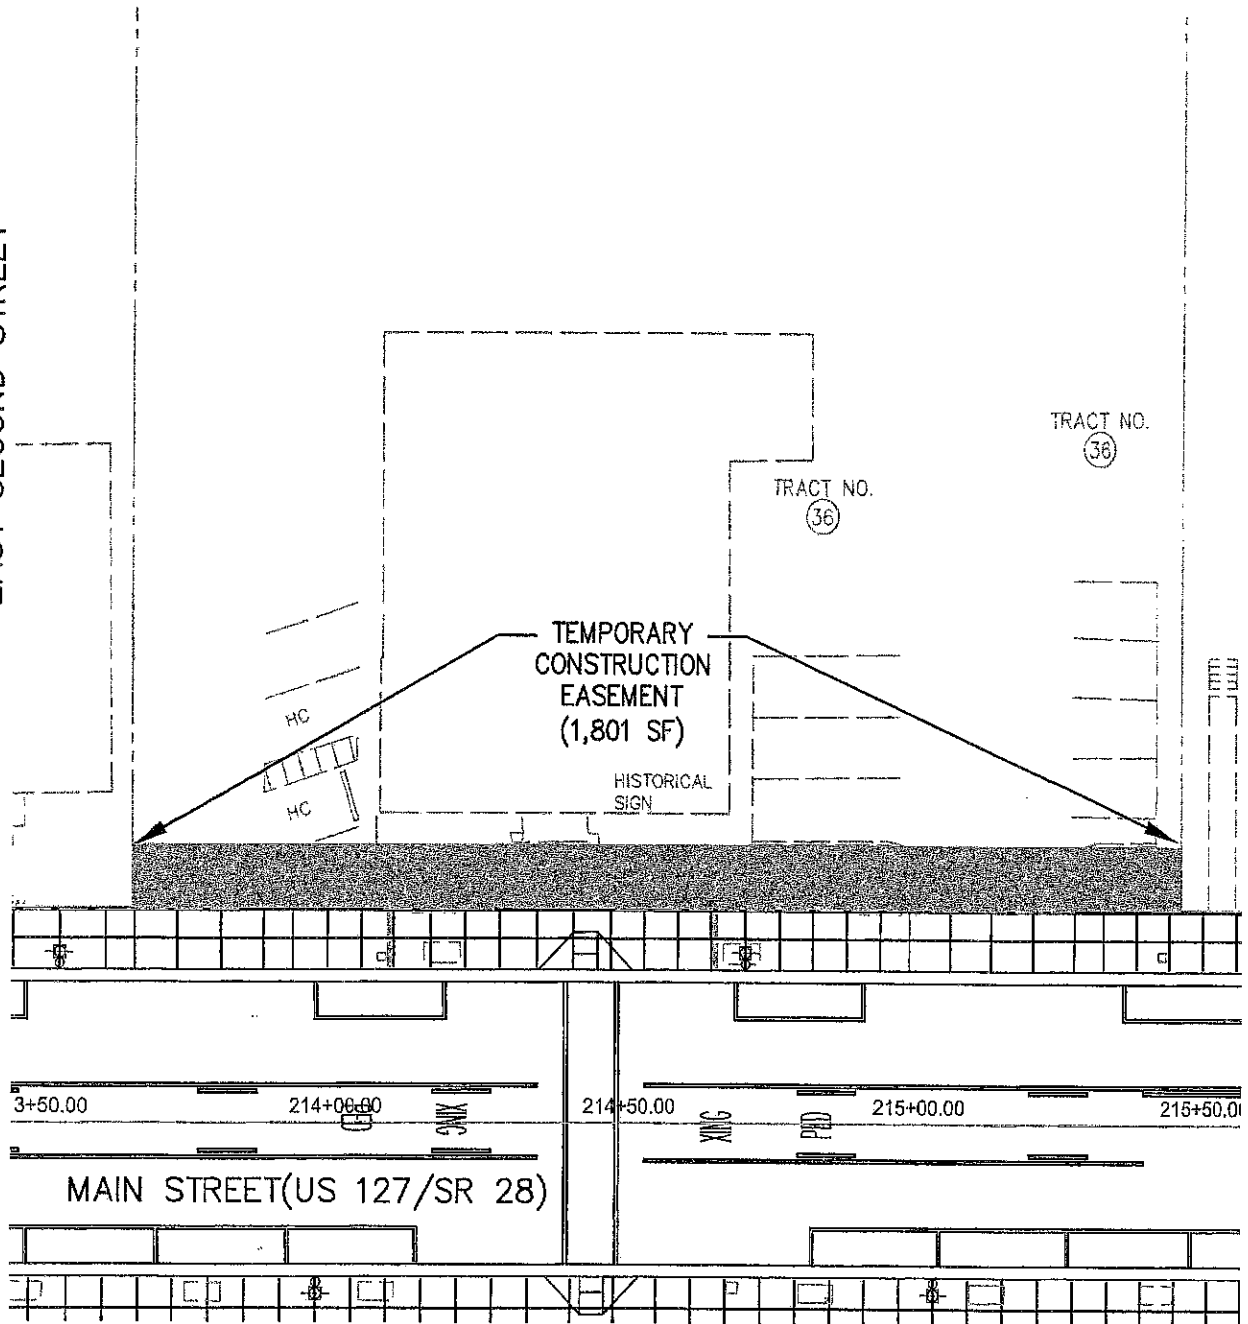 EAST SECOND STREET
TRACT NO.
36
TRACT NO.
36
TEMPORARY
CONSTRUCTION
EASEMENT
(1,801 SF)
HC
HC
HISTORICAL
SIGN
3+50.00
214+00.00
XING
214+50.00
XING
PED
215+00.00
215+50.00
MAIN STREET(US 127/SR 28)